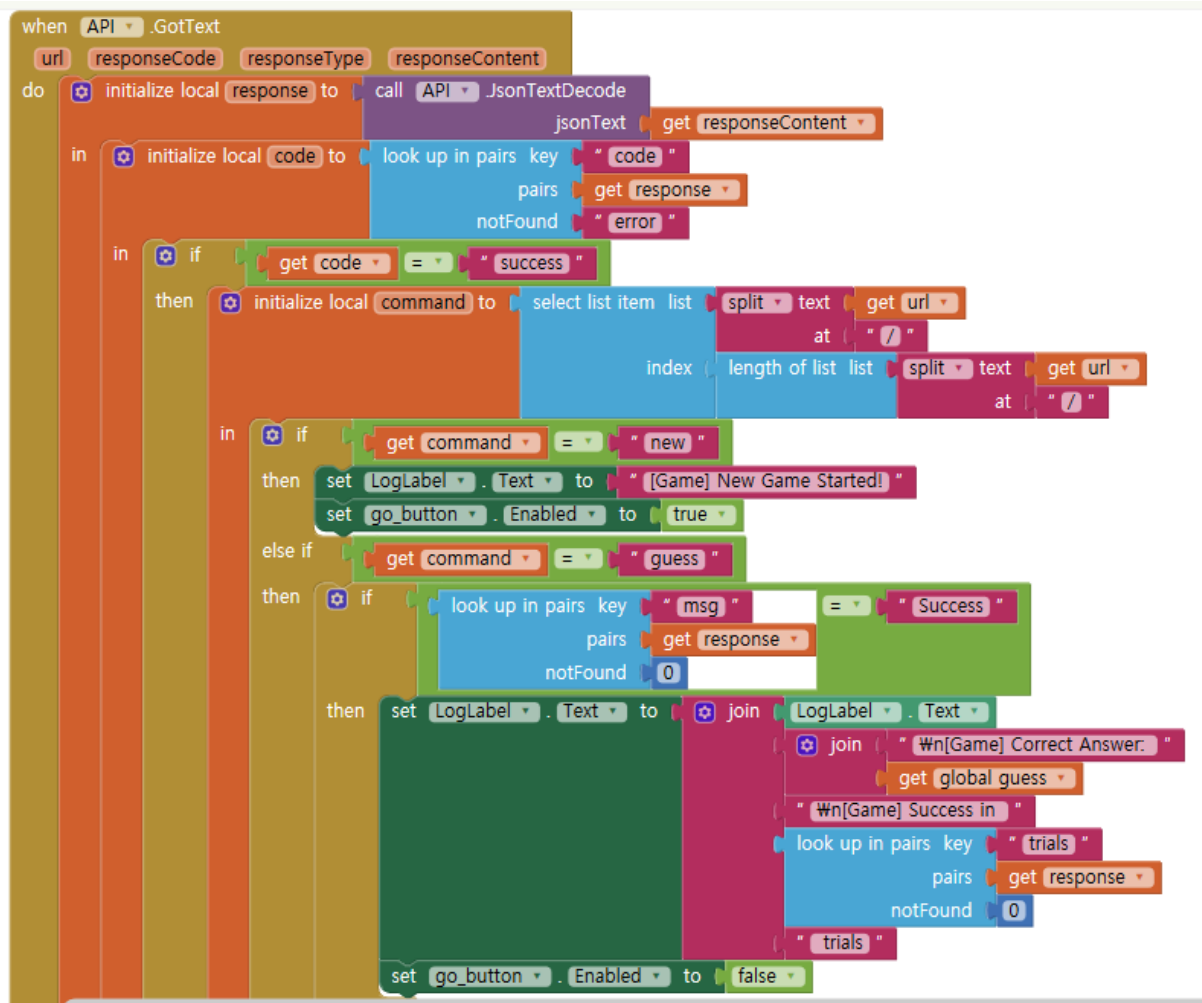 when API .GotText
url responseCode responseType responseContent
do initialize local response to call API .JsonTextDecode
jsonText get responseContent
in initialize local code to look up in pairs key " code "
pairs get response
notFound " error "
in if get code = " success "
then initialize local command to select list item list split text get url
at " / "
index length of list list split text get url
at " / "
in if get command = " new "
then set LogLabel . Text to " [Game] New Game Started! "
set go_button . Enabled to true
else if get command = " guess "
then if look up in pairs key " msg " = " Success "
pairs get response
notFound 0
then set LogLabel . Text to join LogLabel . Text
join " ₩n[Game] Correct Answer: "
get global guess
" ₩n[Game] Success in "
look up in pairs key " trials "
pairs get response
notFound 0
" trials "
set go_button . Enabled to false